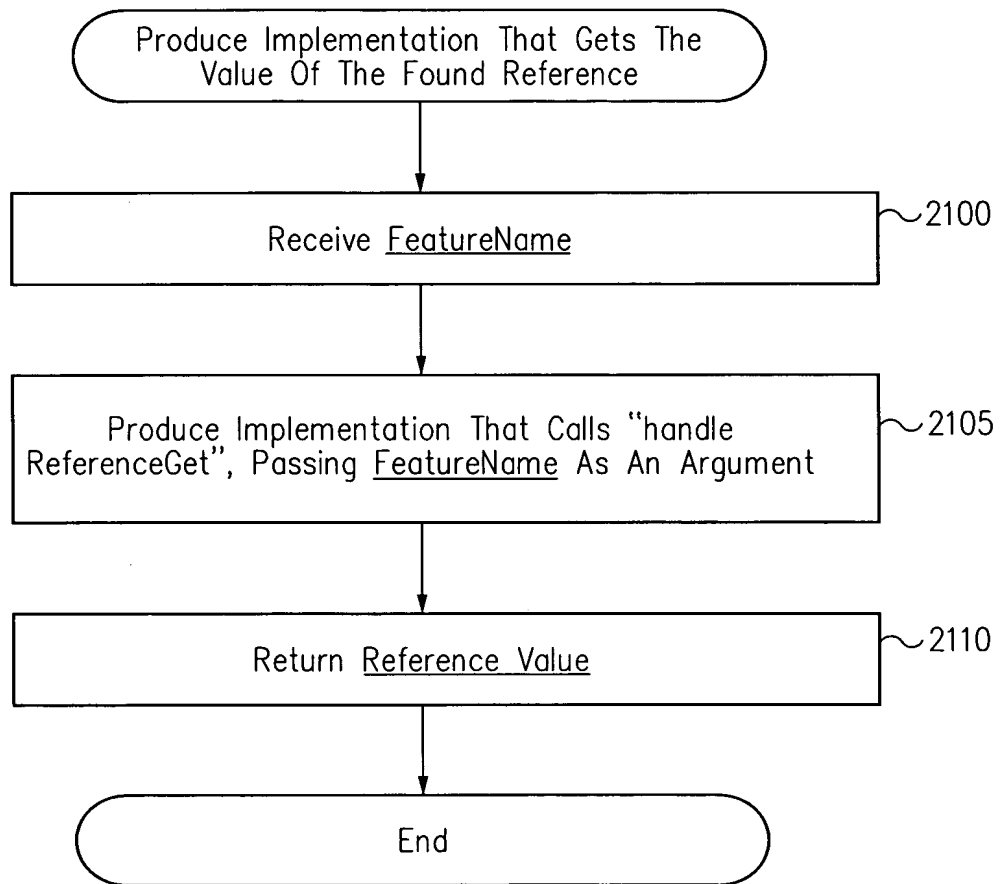 Produce Implementation That Gets The
Value Of The Found Reference
2100
Receive FeatureName
2105
Produce Implementation That Calls “handle
ReferenceGet”, Passing FeatureName As An Argument
2110
Return Reference Value
End